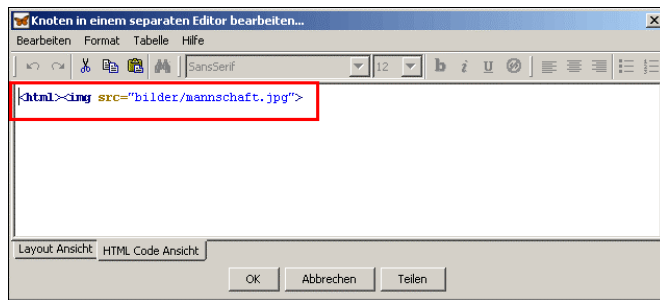 Knoten in einem separaten Editor bearbeiten...
Bearbeiten Format Tabelle Hilfe
SansSerif 12 b i U
<html><img src="bilder/mannschaft.jpg">
Layout Ansicht HTML Code Ansicht
OK Abbrechen Teilen